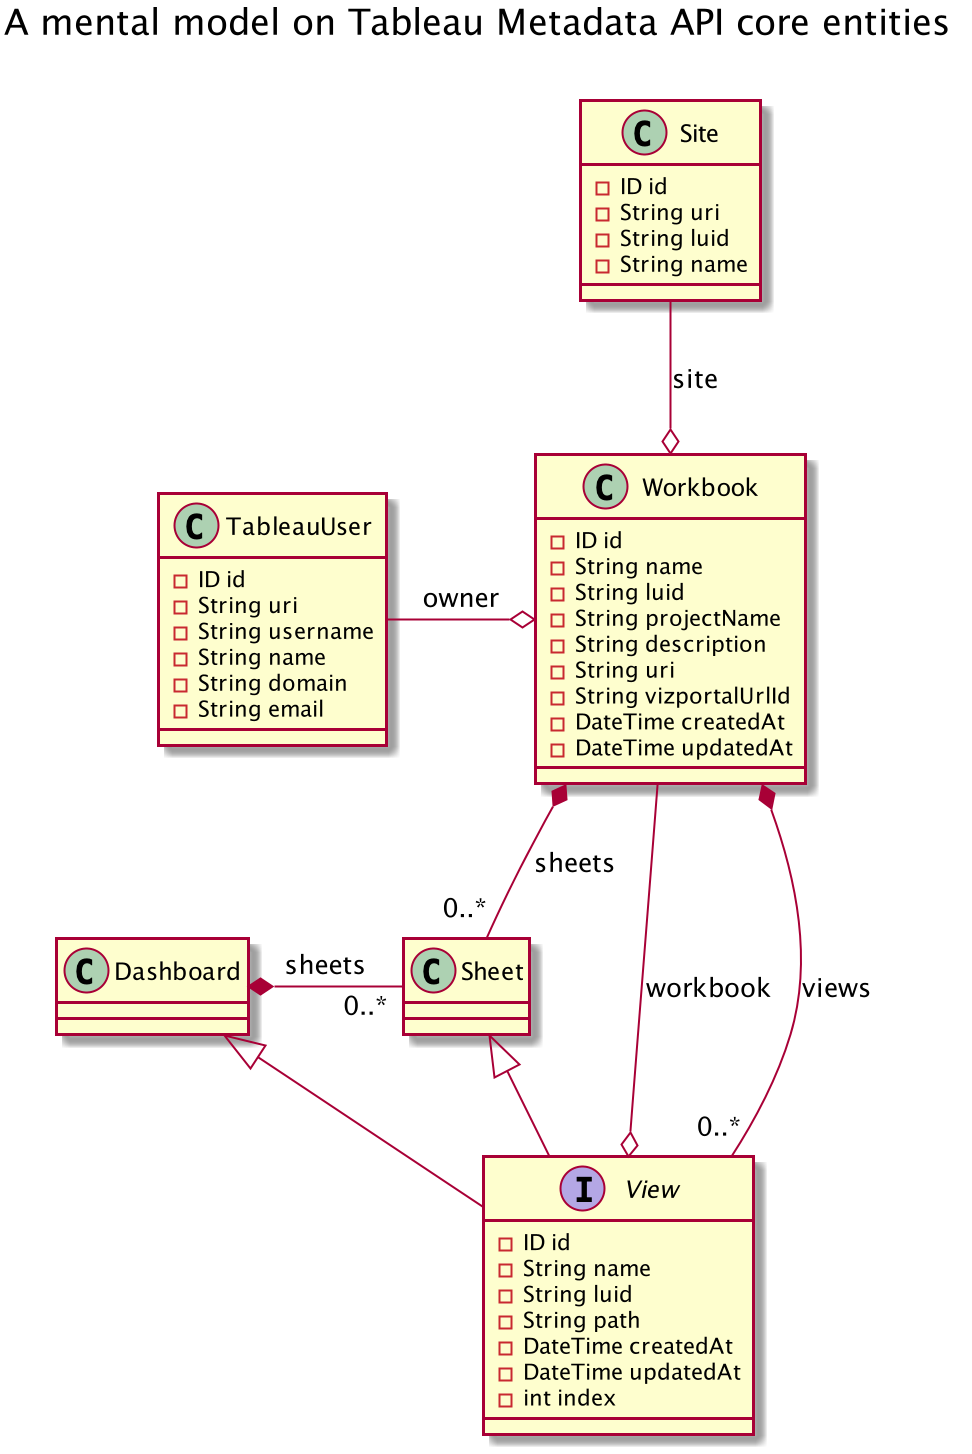 A mental model on Tableau Metadata API core entities
C Site
ID id
String uri
String luid
String name
site
C Workbook
ID id
String name
String luid
String projectName
String description
String uri
String vizportalUrlId
DateTime createdAt
DateTime updatedAt
C TableauUser
ID id
String uri
String username
String name
String domain
String email
owner
sheets
0..*
C Dashboard
sheets
0..*
C Sheet
workbook
views
0..*
I View
ID id
String name
String luid
String path
DateTime createdAt
DateTime updatedAt
int index